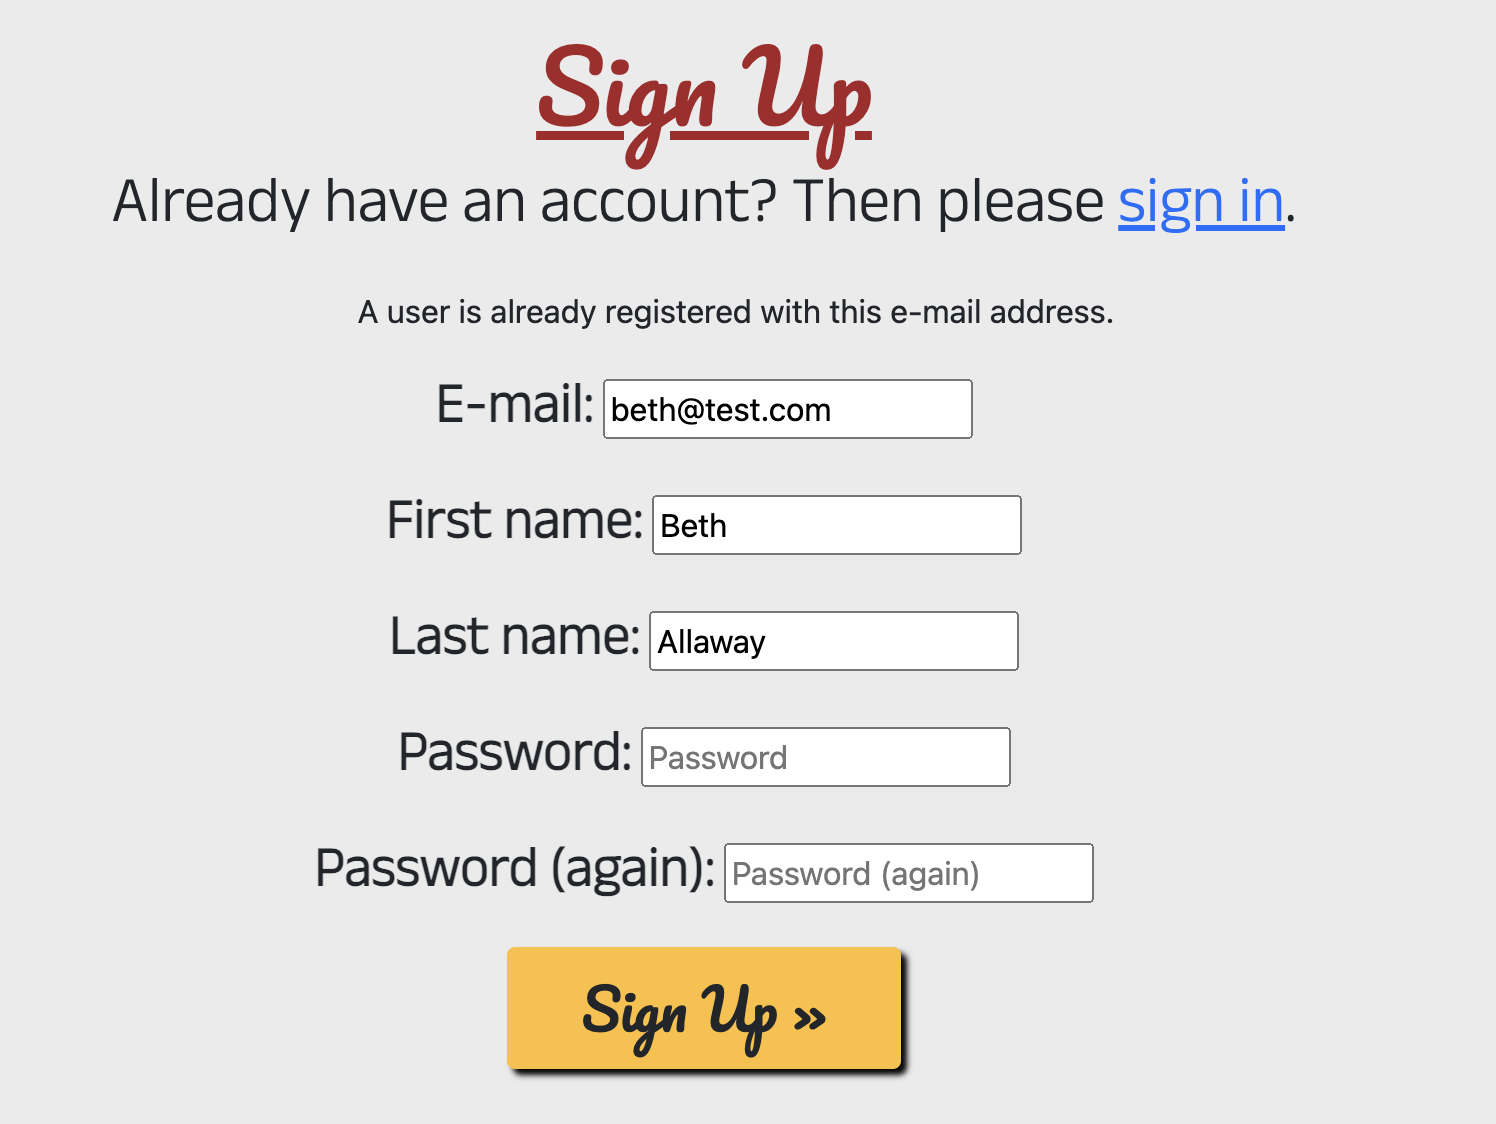 Sign Up
Already have an account? Then please sign in.
A user is already registered with this e-mail address.
E-mail: beth@test.com
First name: Beth
Last name: Allaway
Password: Password
Password (again): Password (again)
Sign Up »